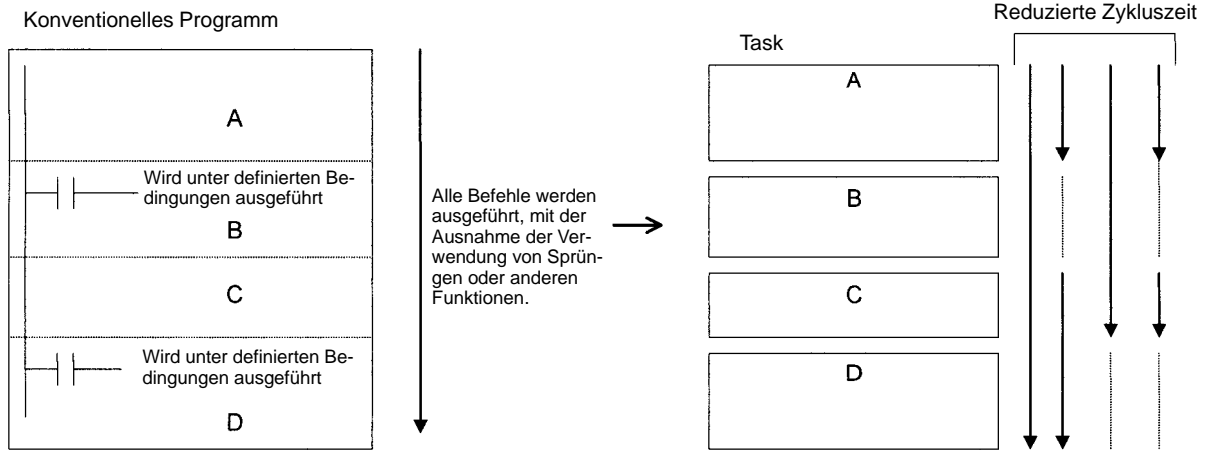 Konventionelles Programm
A
Wird unter definierten Be-
dingungen ausgeführt
B
C
Wird unter definierten Be-
dingungen ausgeführt
D
Alle Befehle werden
ausgeführt, mit der
Ausnahme der Ver-
wendung von Sprün-
gen oder anderen
Funktionen.
Reduzierte Zykluszeit
Task
A
B
C
D